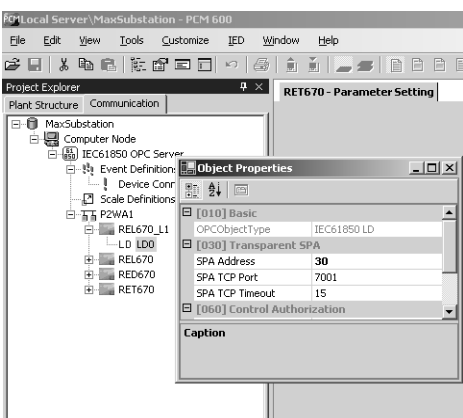 Local Server\MaxSubstation - PCM 600
File Edit View Tools Customize IED Window Help
Project Explorer
Plant Structure Communication
RET670 - Parameter Setting
MaxSubstation
Computer Node
IEC61850 OPC Server
Event Definitions
Device Conn
Scale Definitions
P2WA1
REL670_L1
LD LD0
REL670
RED670
RET670
Object Properties
[010] Basic
OPCObjectType IEC61850 LD
[030] Transparent SPA
SPA Address 30
SPA TCP Port 7001
SPA TCP Timeout 15
[060] Control Authorization
Caption